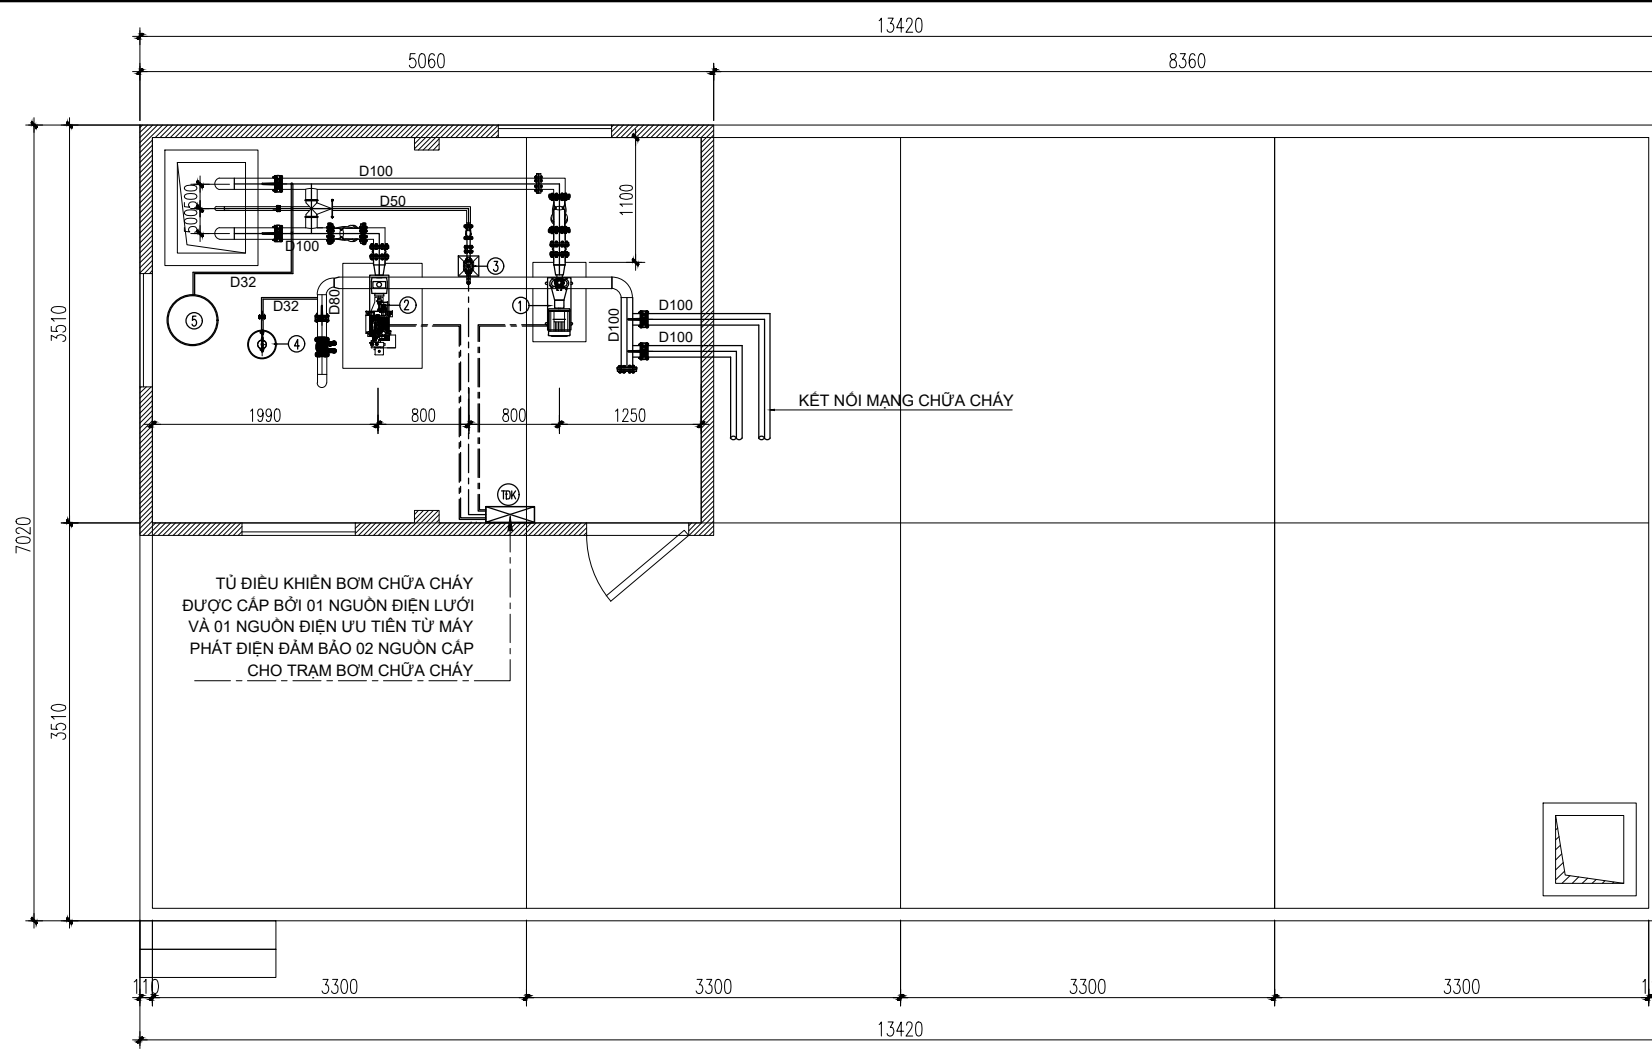 13420
5060
8360
D100
500
500
D50
1100
D100
D32
D32
D80
3
2
1
5
4
D100
D100
D100
3510
1990
800
800
1250
KẾT NỐI MẠNG CHỮA CHÁY
TĐK
7020
TỦ ĐIỀU KHIỂN BƠM CHỮA CHÁY
ĐƯỢC CẤP BỞI 01 NGUỒN ĐIỆN LƯỚI
VÀ 01 NGUỒN ĐIỆN ƯU TIÊN TỪ MÁY
PHÁT ĐIỆN ĐẢM BẢO 02 NGUỒN CẤP
CHO TRẠM BƠM CHỮA CHÁY
3510
110
3300
3300
3300
3300
13420